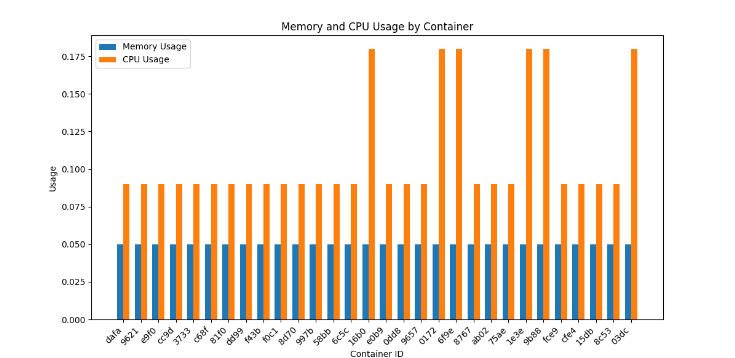 Memory and CPU Usage by Container
Memory Usage
CPU Usage
0.175
0.150
0.125
0.100
0.075
0.050
0.025
0.000
Usage
dafa 9621 e9f0 cc9d 3733 c68f 81f0 dd99 f43b f0c1 8d70 997b 58bb 6c5c 16b0 e0b9 0dd8 9657 0172 6f9e 8767 ab02 75ae 1e3e 9b88 fce9 cfe4 15db 8c53 03dc
Container ID